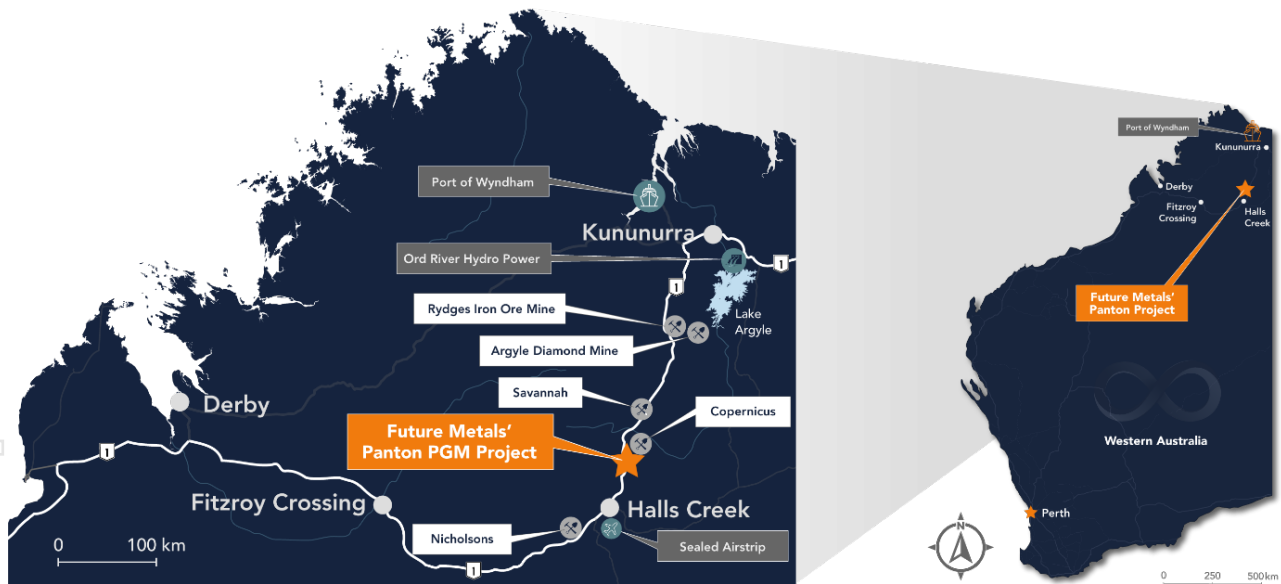 Port of Wyndham
Kununurra
Ord River Hydro Power
1
1
Rydges Iron Ore Mine
Lake
Argyle
Argyle Diamond Mine
Savannah
Copernicus
Derby
Future Metals'
Panton PGM Project
1
Fitzroy Crossing
Halls Creek
Nicholsons
Sealed Airstrip
1
0 100 km
Port of Wyndham
Kununurra
Derby
Fitzroy
Crossing
Halls
Creek
Future Metals'
Panton Project
Western Australia
Perth
N
0 250 500km